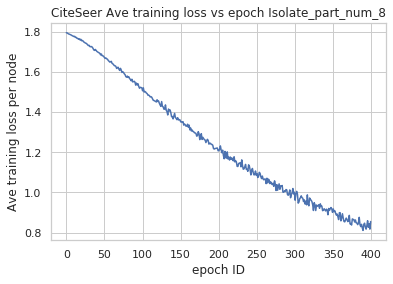 CiteSeer Ave training loss vs epoch Isolate_part_num_8
Ave training loss per node
1.8
1.6
1.4
1.2
1.0
0.8
0 50 100 150 200 250 300 350 400
epoch ID